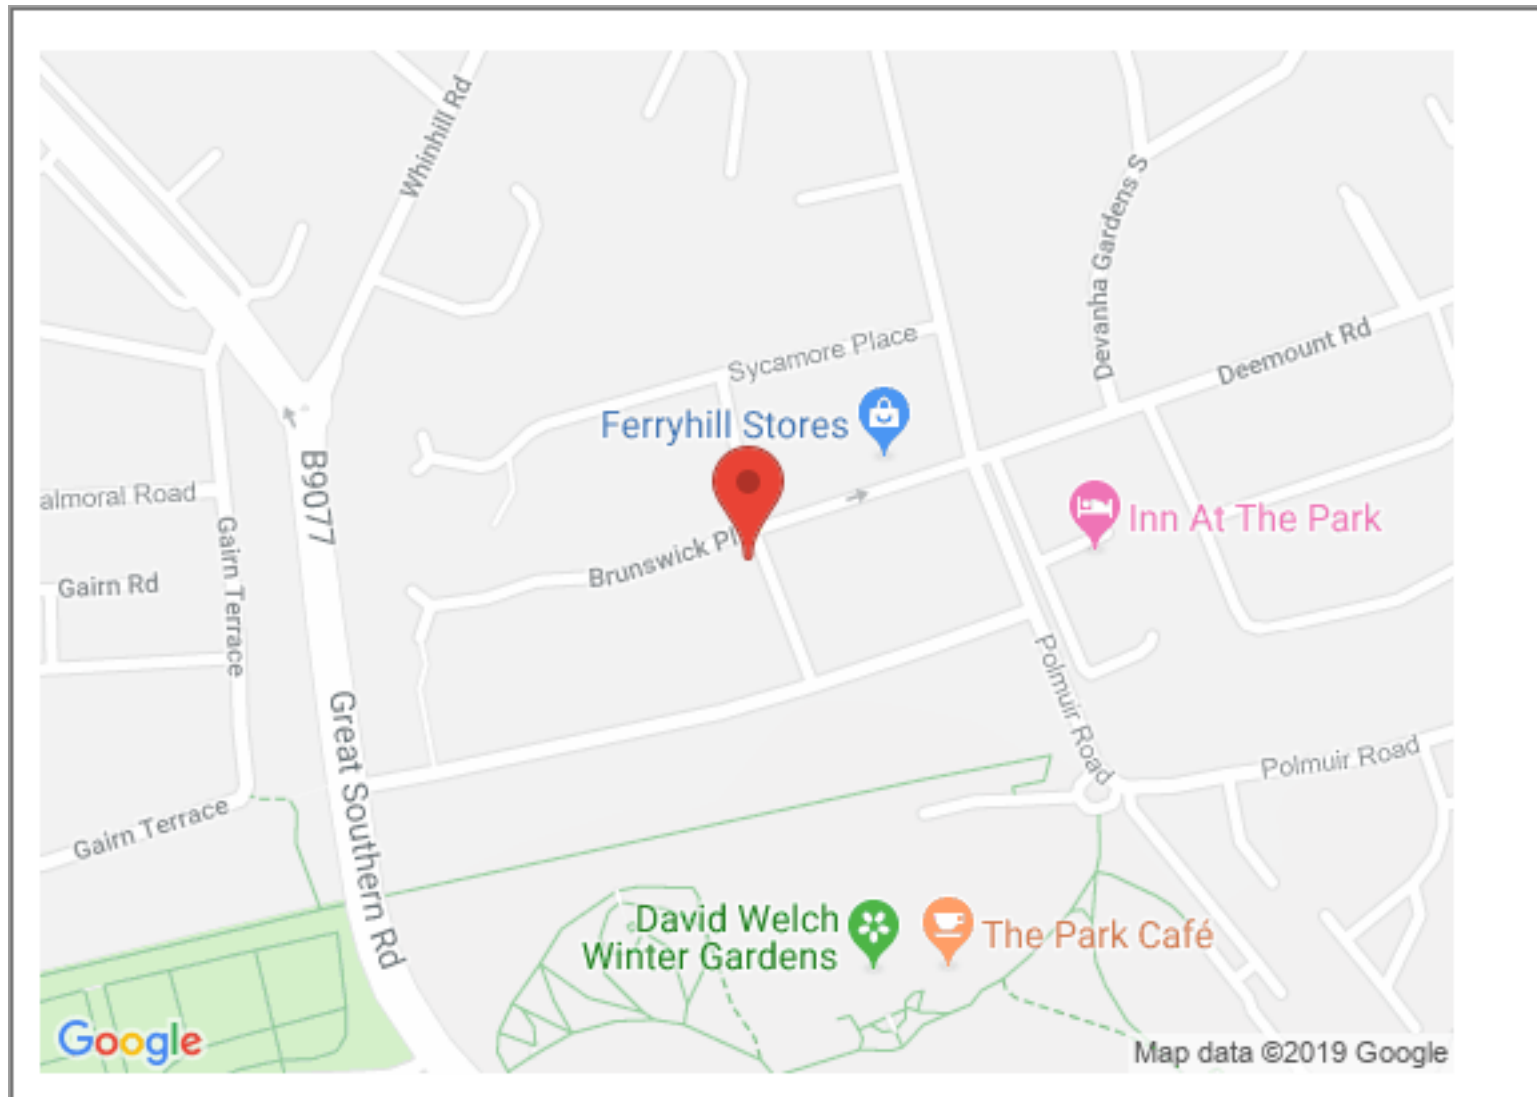 Whinhill Rd
Devanha Gardens S
Sycamore Place
Deemount Rd
Ferryhill Stores
B9077
almoral Road
Inn At The Park
Gairn Terrace
Brunswick Pl
Gairn Rd
Polmuir Road
Great Southern Rd
Polmuir Road
Gairn Terrace
David Welch
Winter Gardens
The Park Café
Google
Map data ©2019 Google